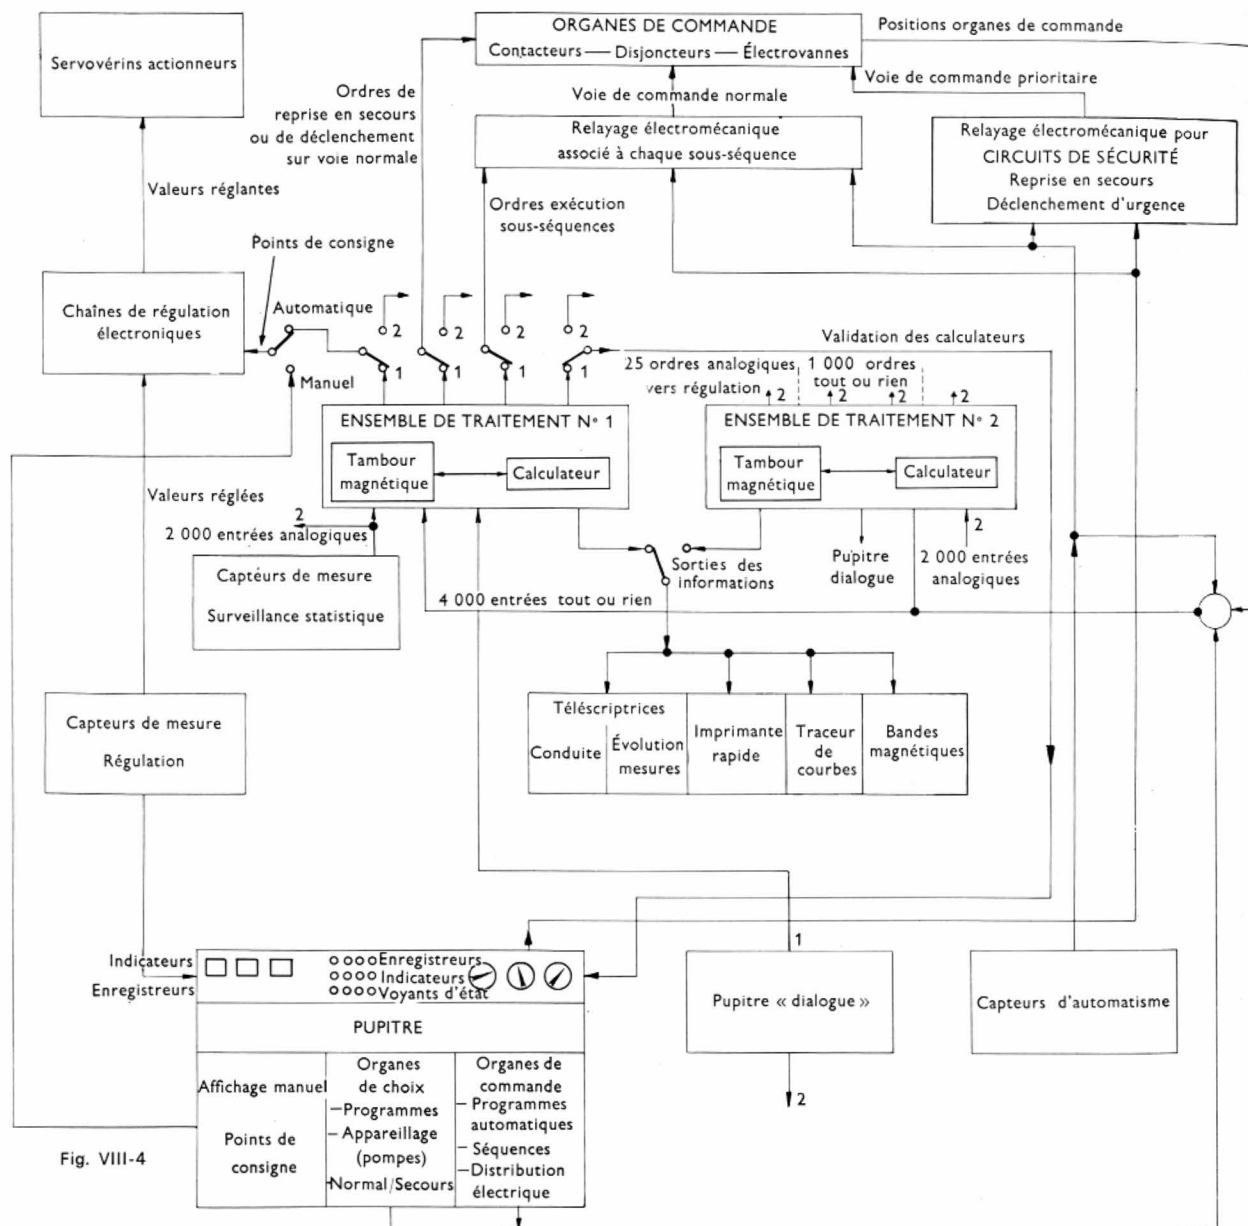 ORGANES DE COMMANDE
Contacteurs — Disjoncteurs — Électrovannes
Positions organes de commande
Servovérins actionneurs
Ordres de
reprise en secours
ou de déclenchement
sur voie normale
Voie de commande normale
Voie de commande prioritaire
Relayage électromécanique
associé à chaque sous-séquence
Relayage électromécanique pour
CIRCUITS DE SÉCURITÉ
Reprise en secours
Déclenchement d'urgence
Valeurs réglantes
Ordres exécution
sous-séquences
Points de consigne
Chaînes de régulation
électroniques
Automatique
Manuel
2
2
2
2
1
1
1
1
Validation des calculateurs
25 ordres analogiques
vers régulation
1 000 ordres
tout ou rien
2
2
2
2
ENSEMBLE DE TRAITEMENT N° 1
Tambour
magnétique
Calculateur
ENSEMBLE DE TRAITEMENT N° 2
Tambour
magnétique
Calculateur
Valeurs réglées
2
2 000 entrées analogiques
Captéurs de mesure
Surveillance statistique
Sorties des
informations
Pupitre
dialogue
2
2 000 entrées
analogiques
4 000 entrées tout ou rien
Capteurs de mesure
Régulation
Téléscriptrices
Conduite
Évolution
mesures
Imprimante
rapide
Traceur
de
courbes
Bandes
magnétiques
Indicateurs
Enregistreurs
Enregistreurs
Indicateurs
Voyants d'état
PUPITRE
1
Pupitre « dialogue »
2
Capteurs d'automatisme
Affichage manuel
Points de
consigne
Organes
de choix
—Programmes
—Appareillage
(pompes)
—Normal/Secours
Organes de
commande
— Programmes
automatiques
— Séquences
—Distribution
électrique
Fig. VIII-4